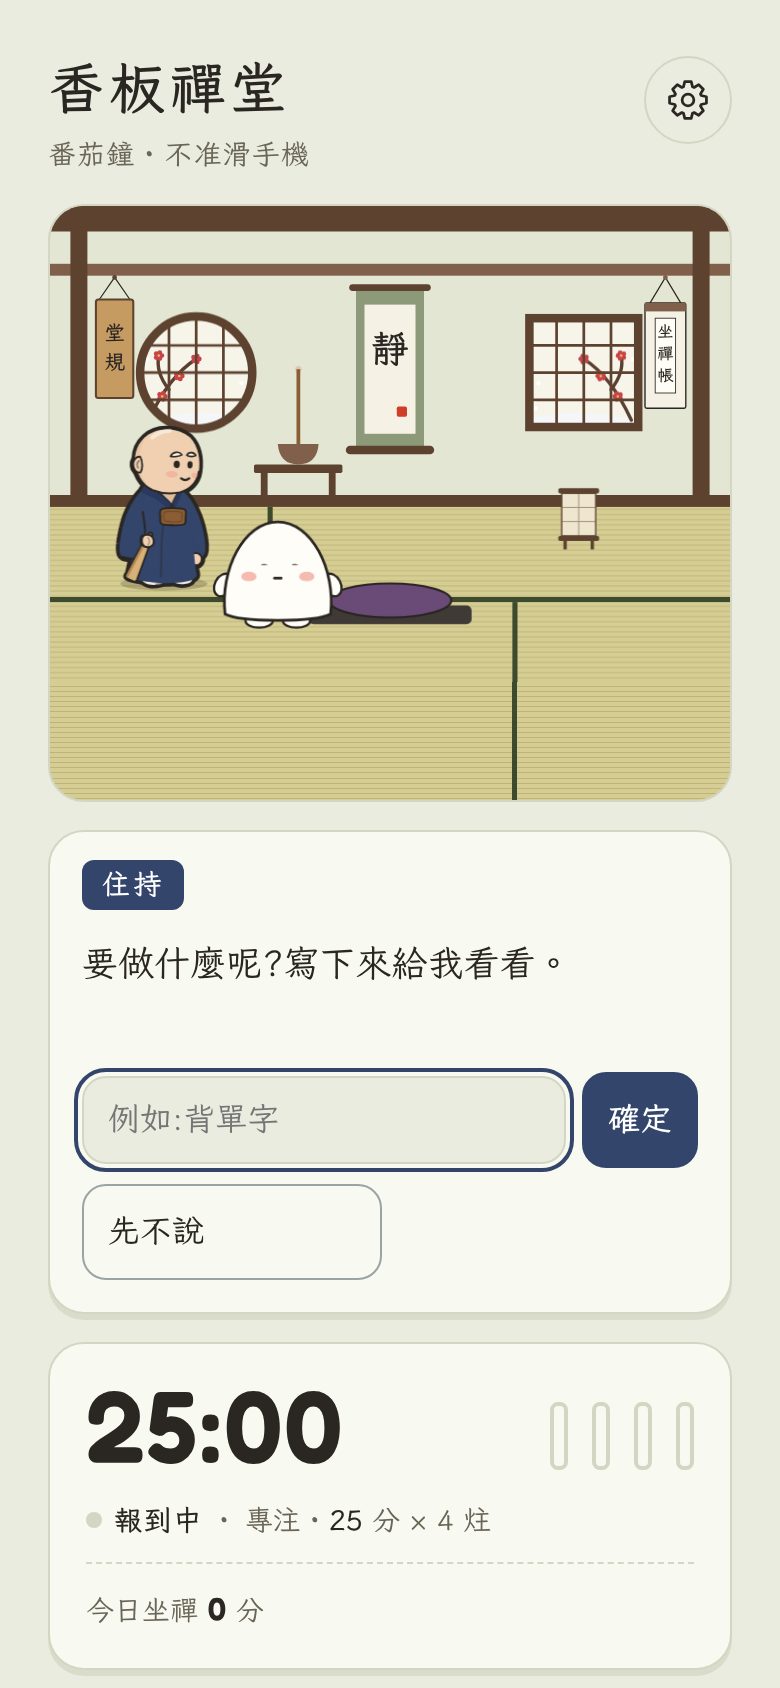 香板禪堂
番茄鐘・不准滑手機
堂規
靜
坐禪帳
住持
要做什麼呢?寫下來給我看看。
例如:背單字
確定
先不說
25:00
報到中 ・ 專注・25 分 × 4 炷
今日坐禪 0 分